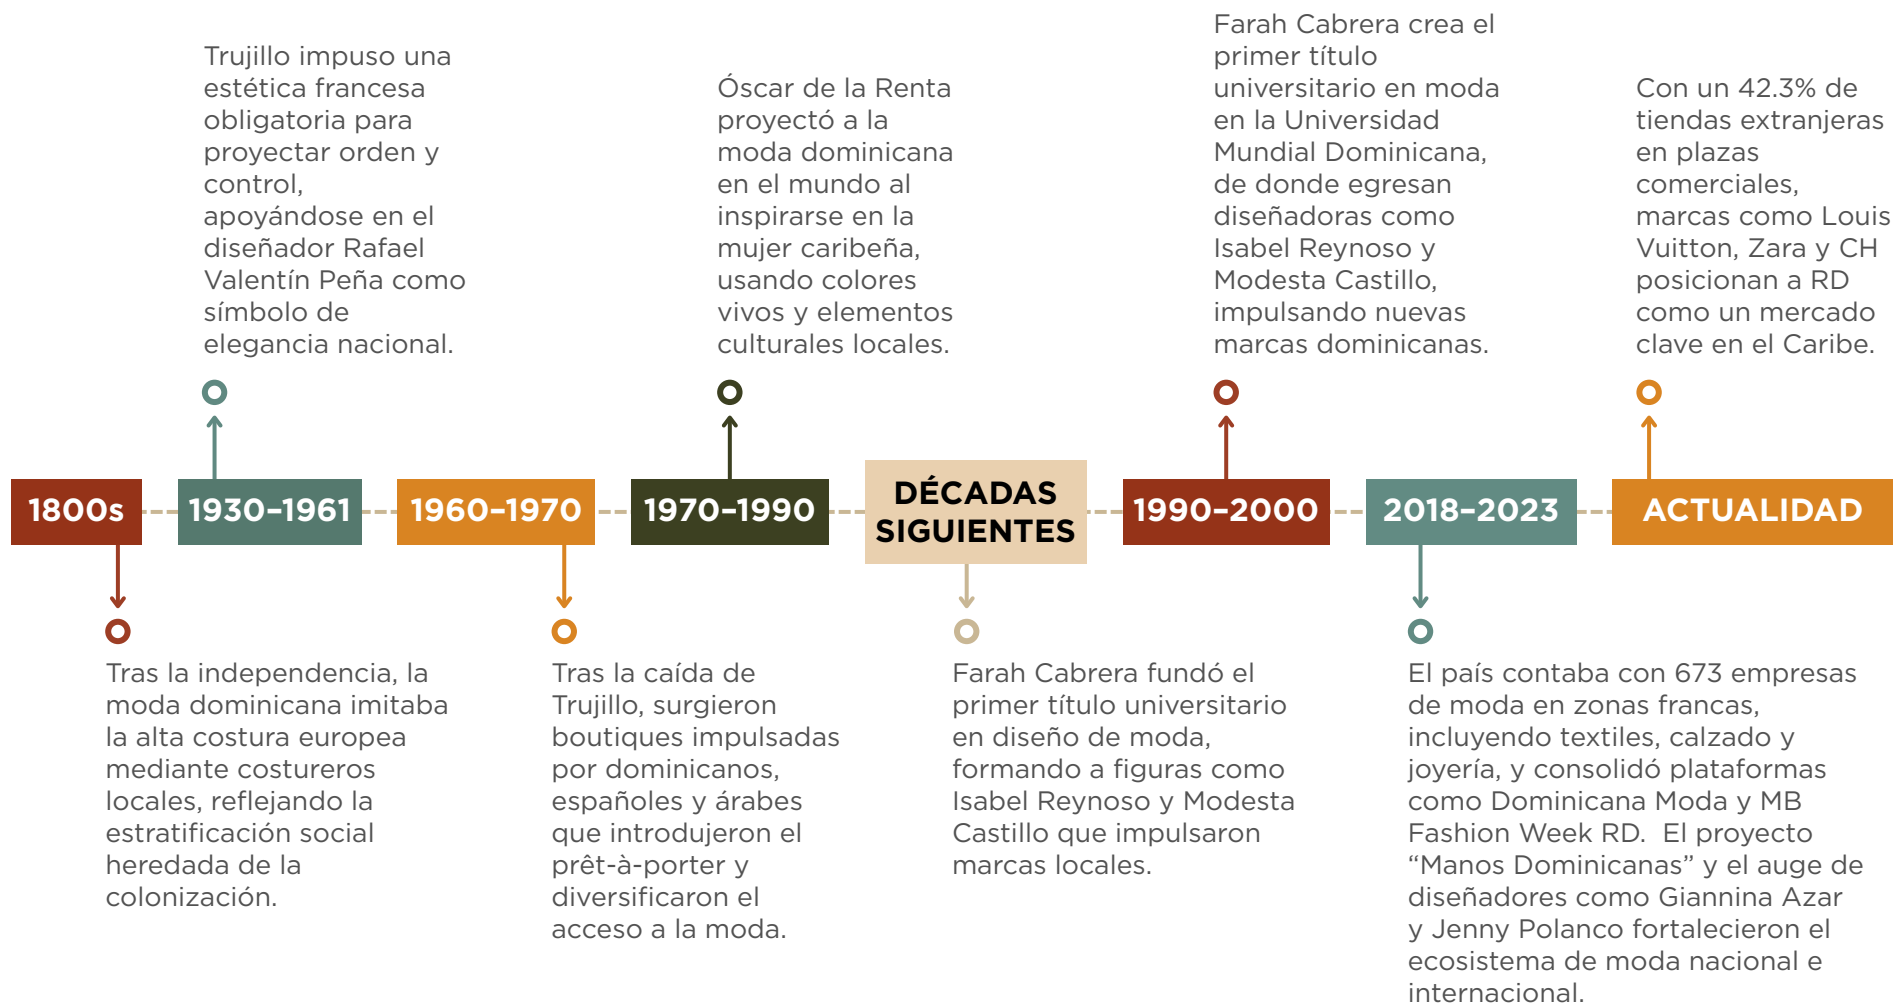 1800s
Tras la independencia, la
moda dominicana imitaba
la alta costura europea
mediante costureros
locales, reflejando la
estratificación social
heredada de la
colonización.
1930–1961
Trujillo impuso una
estética francesa
obligatoria para
proyectar orden y
control,
apoyándose en el
diseñador Rafael
Valentín Peña como
símbolo de
elegancia nacional.
1960–1970
Tras la caída de
Trujillo, surgieron
boutiques impulsadas
por dominicanos,
españoles y árabes
que introdujeron el
prêt-à-porter y
diversificaron el
acceso a la moda.
1970–1990
Óscar de la Renta
proyectó a la
moda dominicana
en el mundo al
inspirarse en la
mujer caribeña,
usando colores
vivos y elementos
culturales locales.
DÉCADAS
SIGUIENTES
Farah Cabrera fundó el
primer título universitario
en diseño de moda,
formando a figuras como
Isabel Reynoso y Modesta
Castillo que impulsaron
marcas locales.
1990–2000
Farah Cabrera crea el
primer título
universitario en moda
en la Universidad
Mundial Dominicana,
de donde egresan
diseñadoras como
Isabel Reynoso y
Modesta Castillo,
impulsando nuevas
marcas dominicanas.
2018–2023
El país contaba con 673 empresas
de moda en zonas francas,
incluyendo textiles, calzado y
joyería, y consolidó plataformas
como Dominicana Moda y MB
Fashion Week RD. El proyecto
“Manos Dominicanas” y el auge de
diseñadores como Giannina Azar
y Jenny Polanco fortalecieron el
ecosistema de moda nacional e
internacional.
ACTUALIDAD
Con un 42.3% de
tiendas extranjeras
en plazas
comerciales,
marcas como Louis
Vuitton, Zara y CH
posicionan a RD
como un mercado
clave en el Caribe.